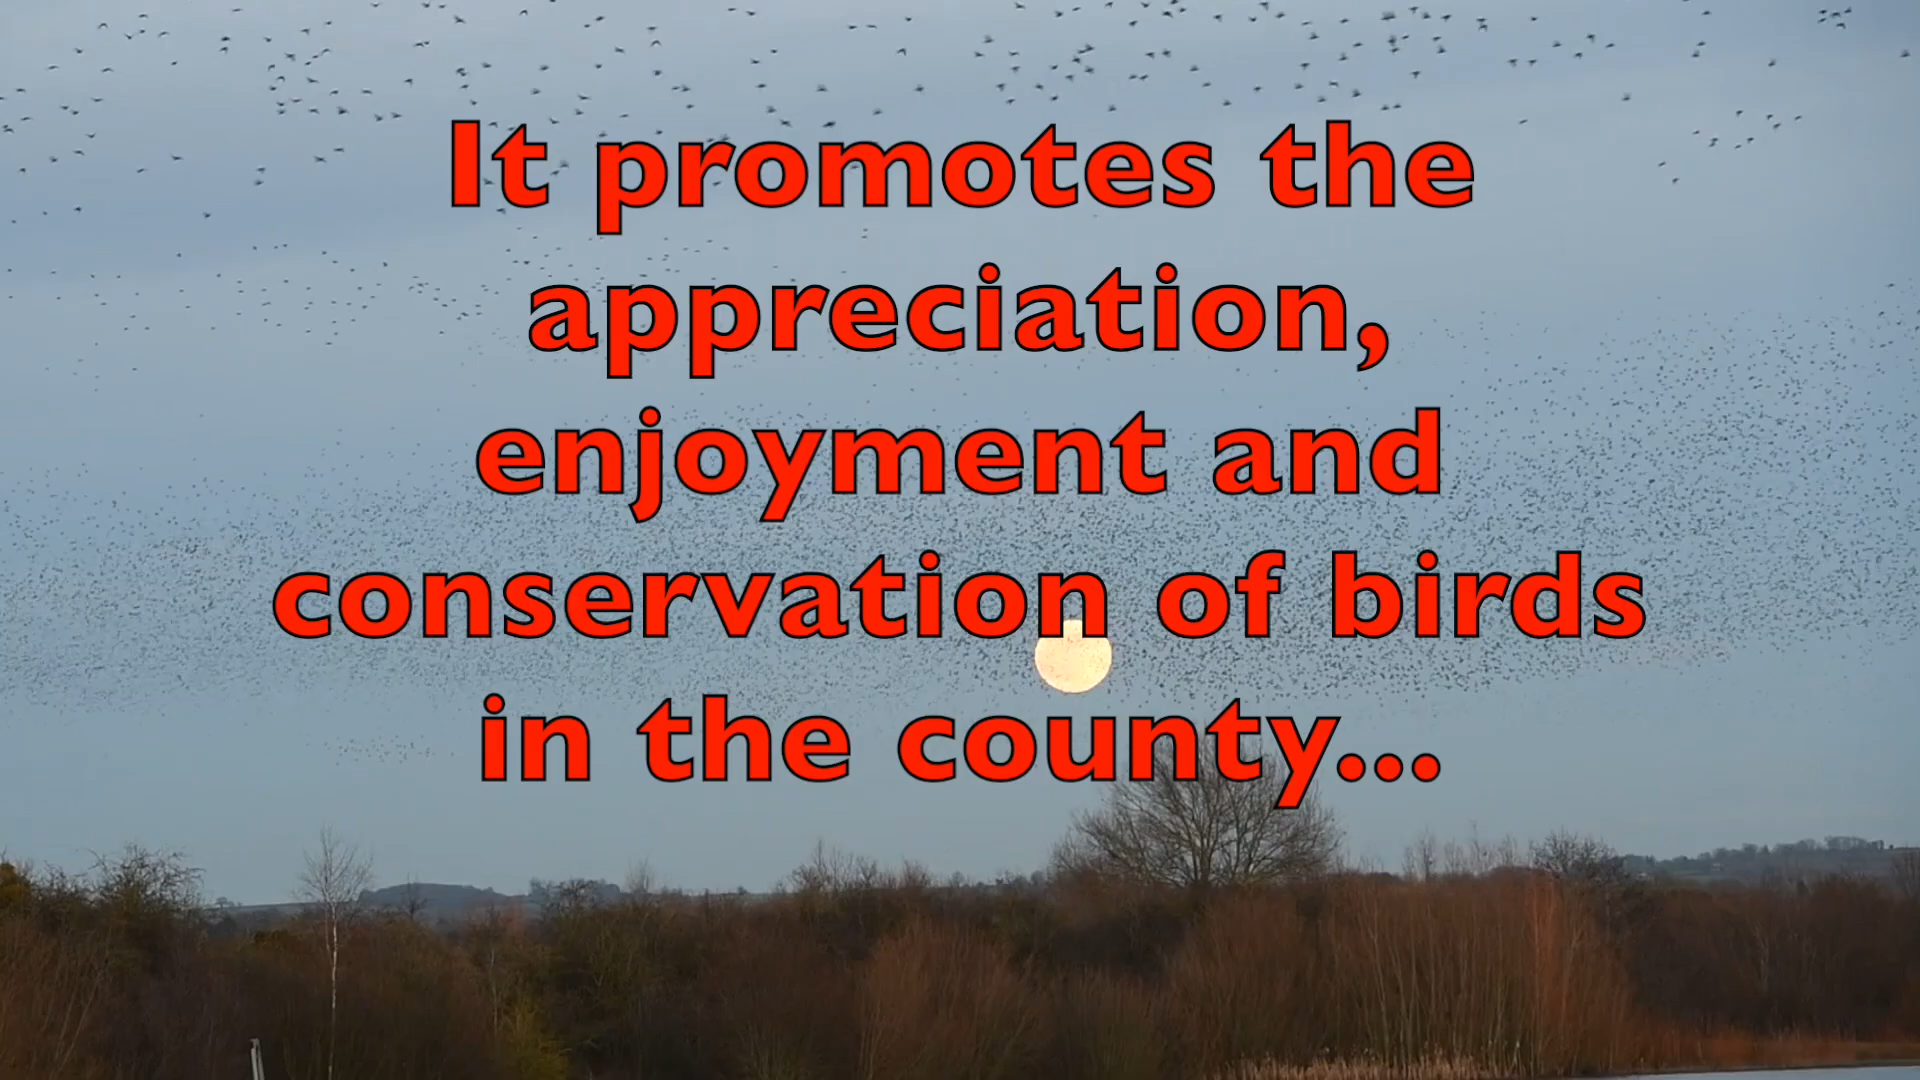 It promotes the
appreciation,
enjoyment and
conservation of birds
in the county...